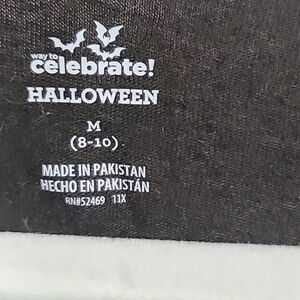 way to
celebrate!
HALLOWEEN
M
(8-10)
MADE IN PAKISTAN
HECHO EN PAKISTÁN
RN#52469 11X